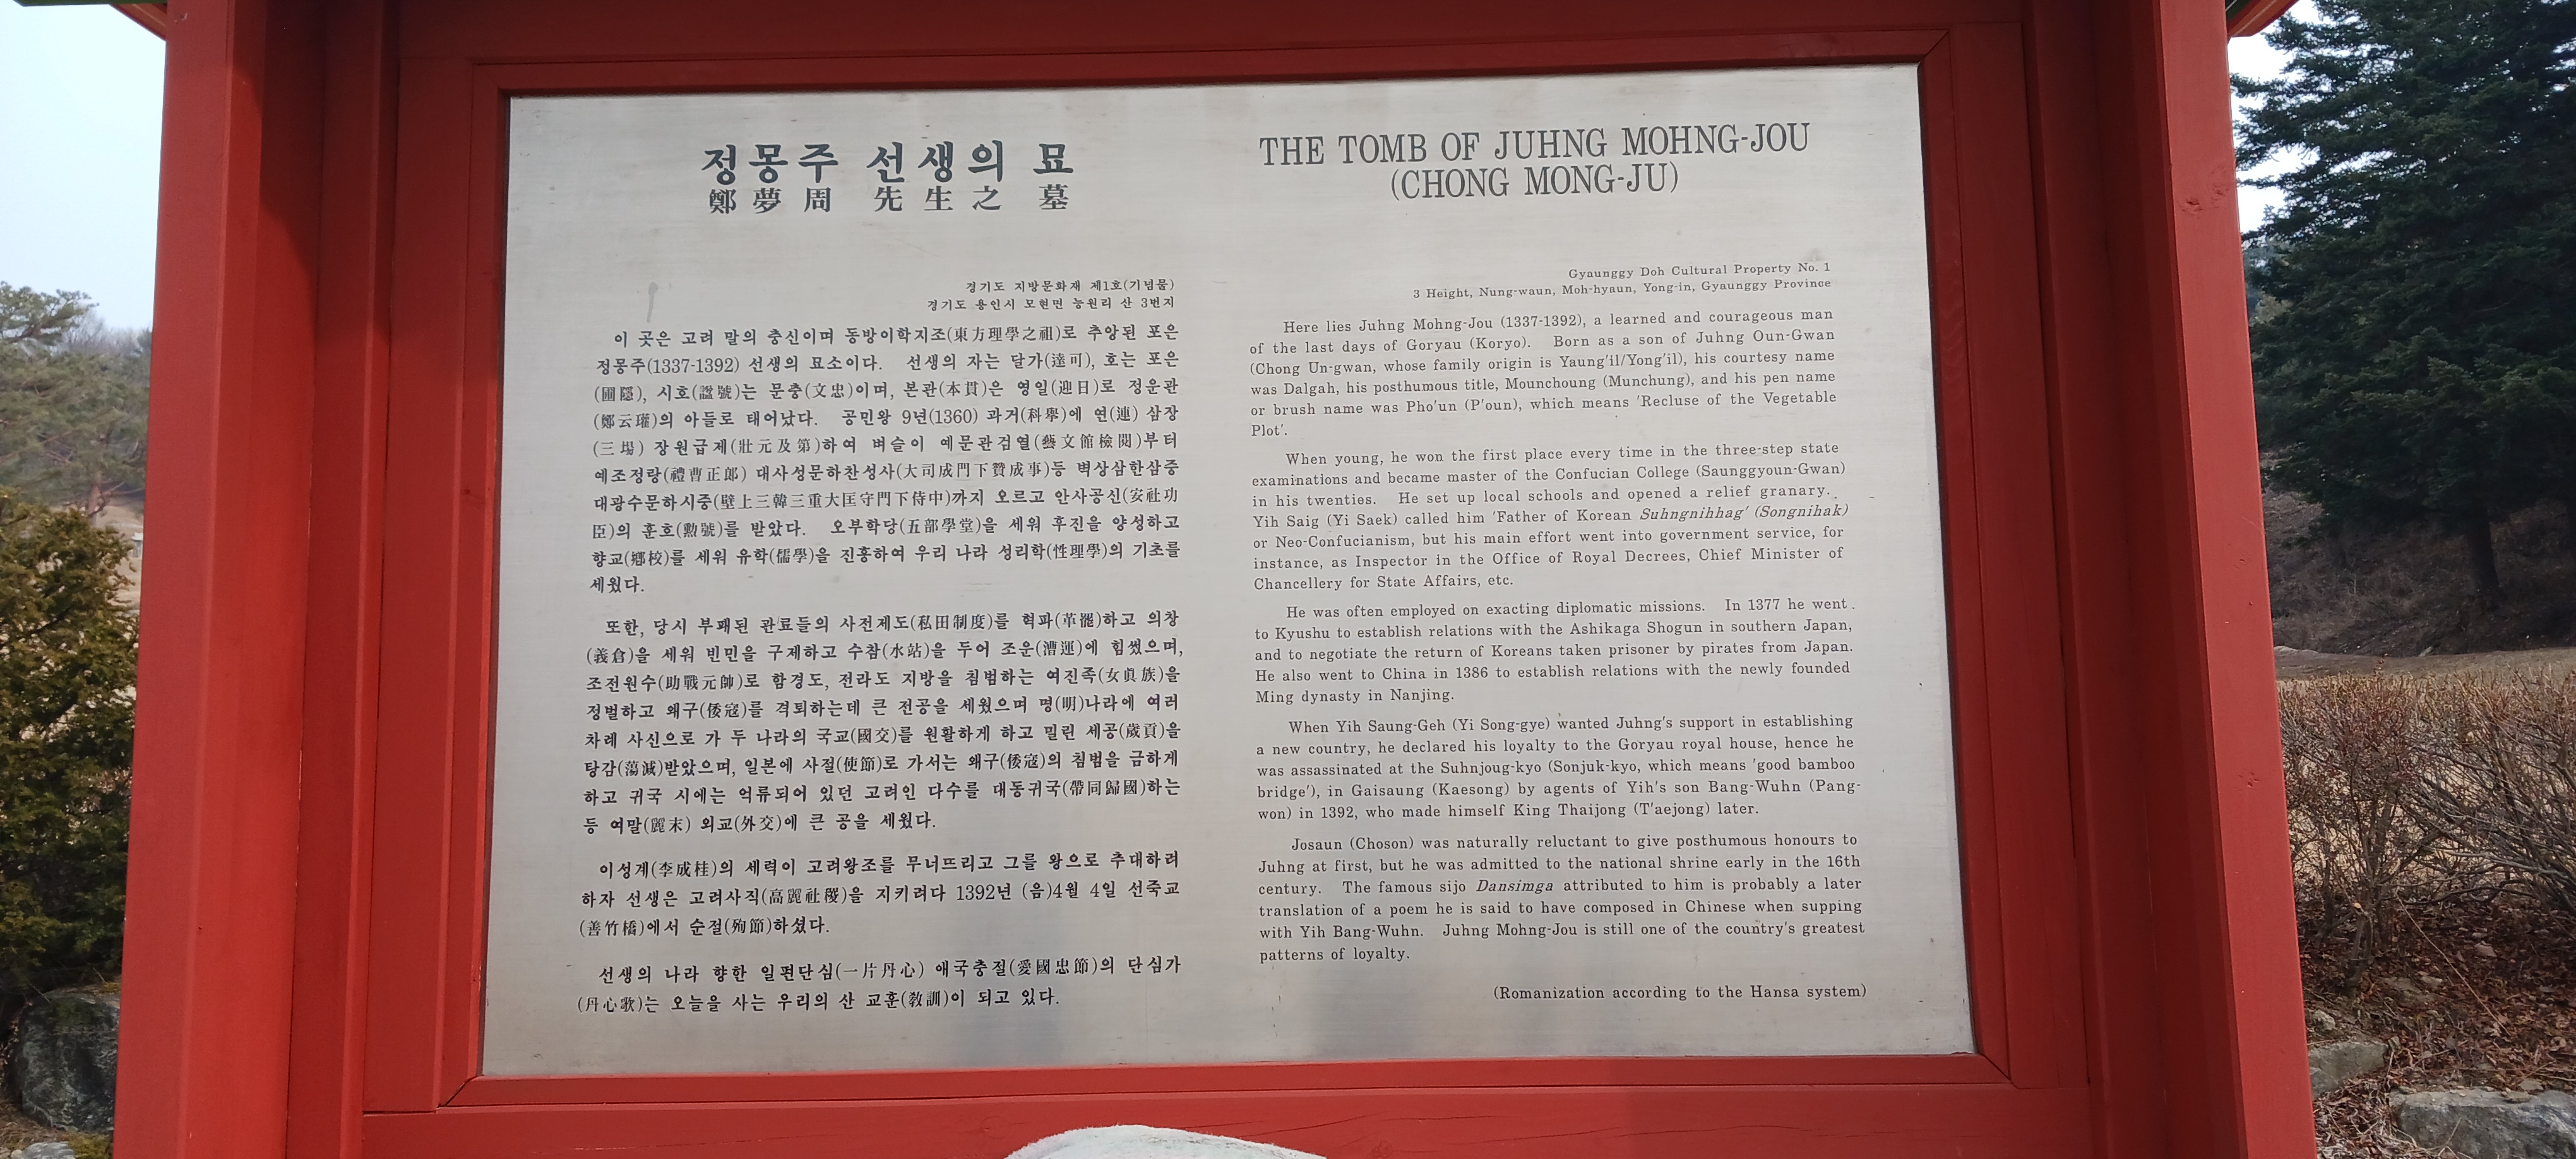 정몽주 선생의 묘
鄭夢周 先生之 墓
경기도 지방문화재 제1호(기념물)
경기도 용인시 모현면 능원리 산 3번지
이 곳은 고려 말의 충신이며 동방이학지조(東方理學之祖)로 추앙된 포은
정몽주(1337-1392) 선생의 묘소이다. 선생의 자는 달가(達可), 호는 포은
(圃隱), 시호(諡號)는 문충(文忠)이며, 본관(本貫)은 영일(迎日)로 정운관
(鄭云瓘)의 아들로 태어났다. 공민왕 9년(1360) 과거(科擧)에 연(連) 삼장
(三場) 장원급제(壯元及第)하여 벼슬이 예문관검열(藝文館檢閱)부터
예조정랑(禮曹正郎) 대사성문하찬성사(大司成門下贊成事)등 벽상삼한삼중
대광수문하시중(壁上三韓三重大匡守門下侍中)까지 오르고 안사공신(安社功
臣)의 훈호(勲號)를 받았다. 오부학당(五部學堂)을 세워 후진을 양성하고
향교(鄕校)를 세워 유학(儒學)을 진흥하여 우리 나라 성리학(性理學)의 기초를
세웠다.
또한, 당시 부패된 관료들의 사전제도(私田制度)를 혁파(革罷)하고 의창
(義倉)을 세워 빈민을 구제하고 수참(水站)을 두어 조운(漕運)에 힘썼으며,
조전원수(助戰元帥)로 함경도, 전라도 지방을 침범하는 여진족(女眞族)을
정벌하고 왜구(倭寇)를 격퇴하는데 큰 전공을 세웠으며 명(明)나라에 여러
차례 사신으로 가 두 나라의 국교(國交)를 원활하게 하고 밀린 세공(歲貢)을
탕감(蕩減)받았으며, 일본에 사절(使節)로 가서는 왜구(倭寇)의 침범을 금하게
하고 귀국 시에는 억류되어 있던 고려인 다수를 대동귀국(帶同歸國)하는
등 여말(麗末) 외교(外交)에 큰 공을 세웠다.
이성계(李成桂)의 세력이 고려왕조를 무너뜨리고 그를 왕으로 추대하려
하자 선생은 고려사직(高麗社稷)을 지키려다 1392년 (음)4월 4일 선죽교
(善竹橋)에서 순절(殉節)하셨다.
선생의 나라 향한 일편단심(一片丹心) 애국충절(愛國忠節)의 단심가
(丹心歌)는 오늘을 사는 우리의 산 교훈(敎訓)이 되고 있다.
THE TOMB OF JUHNG MOHNG-JOU
(CHONG MONG-JU)
Gyaunggy Doh Cultural Property No. 1
3 Height, Nung-waun, Moh-hyaun, Yong-in, Gyaunggy Province
Here lies Juhng Mohng-Jou (1337-1392), a learned and courageous man
of the last days of Goryau (Koryo). Born as a son of Juhng Oun-Gwan
(Chong Un-gwan, whose family origin is Yaung'il/Yong'il), his courtesy name
was Dalgah, his posthumous title, Mounchoung (Munchung), and his pen name
or brush name was Pho'un (P'oun), which means 'Recluse of the Vegetable
Plot'.
When young, he won the first place every time in the three-step state
examinations and became master of the Confucian College (Saunggyoun-Gwan)
in his twenties. He set up local schools and opened a relief granary.
Yih Saig (Yi Saek) called him 'Father of Korean Suhngnihhag' (Songnihak)
or Neo-Confucianism, but his main effort went into government service, for
instance, as Inspector in the Office of Royal Decrees, Chief Minister of
Chancellery for State Affairs, etc.
He was often employed on exacting diplomatic missions. In 1377 he went
to Kyushu to establish relations with the Ashikaga Shogun in southern Japan,
and to negotiate the return of Koreans taken prisoner by pirates from Japan.
He also went to China in 1386 to establish relations with the newly founded
Ming dynasty in Nanjing.
When Yih Saung-Geh (Yi Song-gye) wanted Juhng's support in establishing
a new country, he declared his loyalty to the Goryau royal house, hence he
was assassinated at the Suhnjoug-kyo (Sonjuk-kyo, which means 'good bamboo
bridge'), in Gaisaung (Kaesong) by agents of Yih's son Bang-Wuhn (Pang-
won) in 1392, who made himself King Thaijong (T'aejong) later.
Josaun (Choson) was naturally reluctant to give posthumous honours to
Juhng at first, but he was admitted to the national shrine early in the 16th
century. The famous sijo Dansimga attributed to him is probably a later
translation of a poem he is said to have composed in Chinese when supping
with Yih Bang-Wuhn. Juhng Mohng-Jou is still one of the country's greatest
patterns of loyalty.
(Romanization according to the Hansa system)